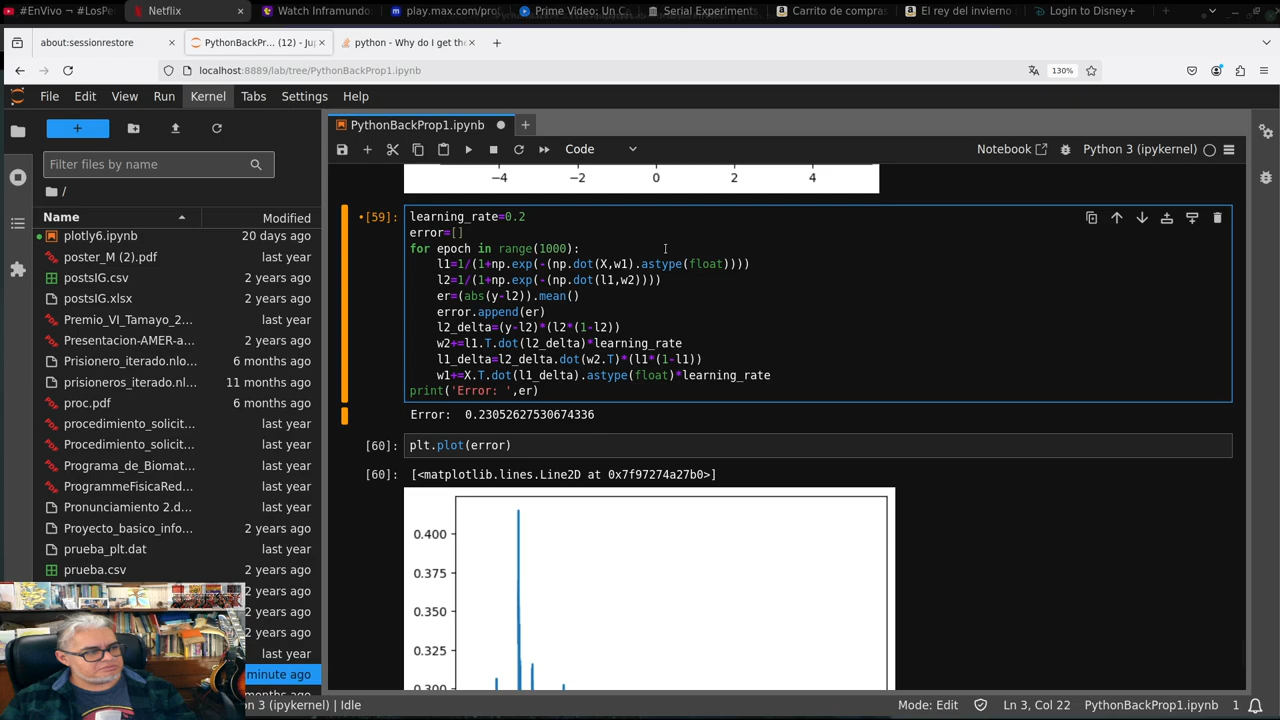 #EnVivo ¬ #LosPe
Netflix
Watch Inframundo
play.max.com/pro
Prime Video: Un Ca
Serial Experiments
Carrito de compras
El rey del invierno
Login to Disney+
about:sessionrestore
PythonBackProp1... (12) - Jup
python - Why do I get the
localhost:8889/lab/tree/PythonBackProp1.ipynb
130%
File Edit View Run Kernel Tabs Settings Help
PythonBackProp1.ipynb
Code
Notebook
Python 3 (ipykernel)
Filter files by name
/
Name
Modified
plotly6.ipynb 20 days ago
poster_M (2).pdf last year
postsIG.csv 2 years ago
postsIG.xlsx 2 years ago
Premio_VI_Tamayo_2... last year
Presentacion-AMER-a... last year
Prisionero_iterado.nlo... 6 months ago
prisioneros_iterado.nl... 11 months ago
proc.pdf 6 months ago
procedimiento_solicit... last year
Procedimiento_solicit... last year
Programa_de_Biomat... last year
ProgrammeFisicaRed... last year
Pronunciamiento 2.d... last year
Proyecto_basico_info... 2 years ago
prueba_plt.dat last year
prueba.csv 2 years ago
2 years ago
2 years ago
2 years ago
last year
minute ago
months ago
−4 −2 0 2 4
[59]:
learning_rate=0.2
error=[]
for epoch in range(1000):
l1=1/(1+np.exp(-(np.dot(X,w1).astype(float))))
l2=1/(1+np.exp(-(np.dot(l1,w2))))
er=(abs(y-l2)).mean()
error.append(er)
l2_delta=(y-l2)*(l2*(1-l2))
w2+=l1.T.dot(l2_delta)*learning_rate
l1_delta=l2_delta.dot(w2.T)*(l1*(1-l1))
w1+=X.T.dot(l1_delta).astype(float)*learning_rate
print('Error: ',er)
Error: 0.23052627530674336
[60]: plt.plot(error)
[60]: [<matplotlib.lines.Line2D at 0x7f97274a27b0>]
0.400
0.375
0.350
0.325
0.300
on 3 (ipykernel) | Idle
Mode: Edit
Ln 3, Col 22
PythonBackProp1.ipynb
1